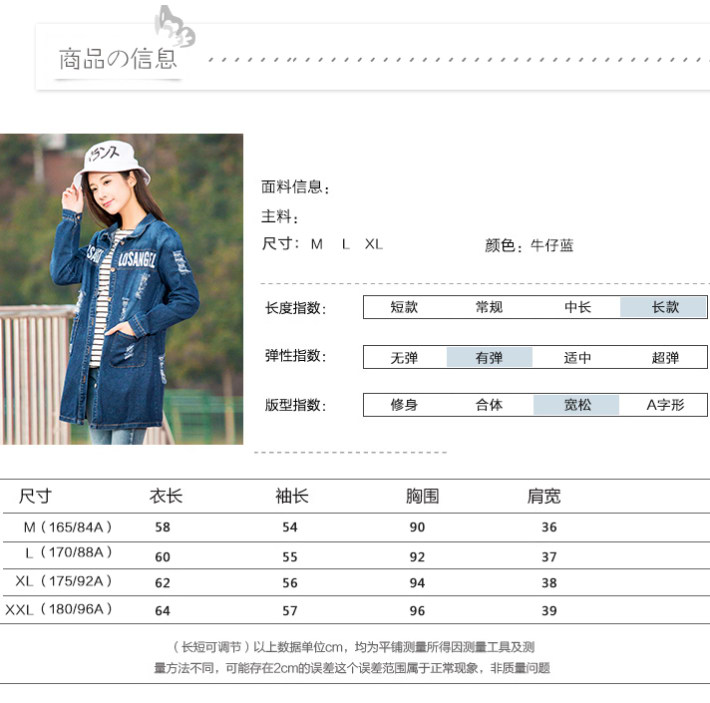 商品の信息
ランス
LOSANGEL
面料信息:
主料:
尺寸: M L XL 颜色: 牛仔蓝
长度指数: 短款 常规 中长 长款
弹性指数: 无弹 有弹 适中 超弹
版型指数: 修身 合体 宽松 A字形
尺寸 衣长 袖长 胸围 肩宽
M（165/84A） 58 54 90 36
L（170/88A） 60 55 92 37
XL（175/92A） 62 56 94 38
XXL（180/96A） 64 57 96 39
（长短可调节）以上数据单位cm，均为平铺测量所得因测量工具及测
量方法不同，可能存在2cm的误差这个误差范围属于正常现象，非质量问题